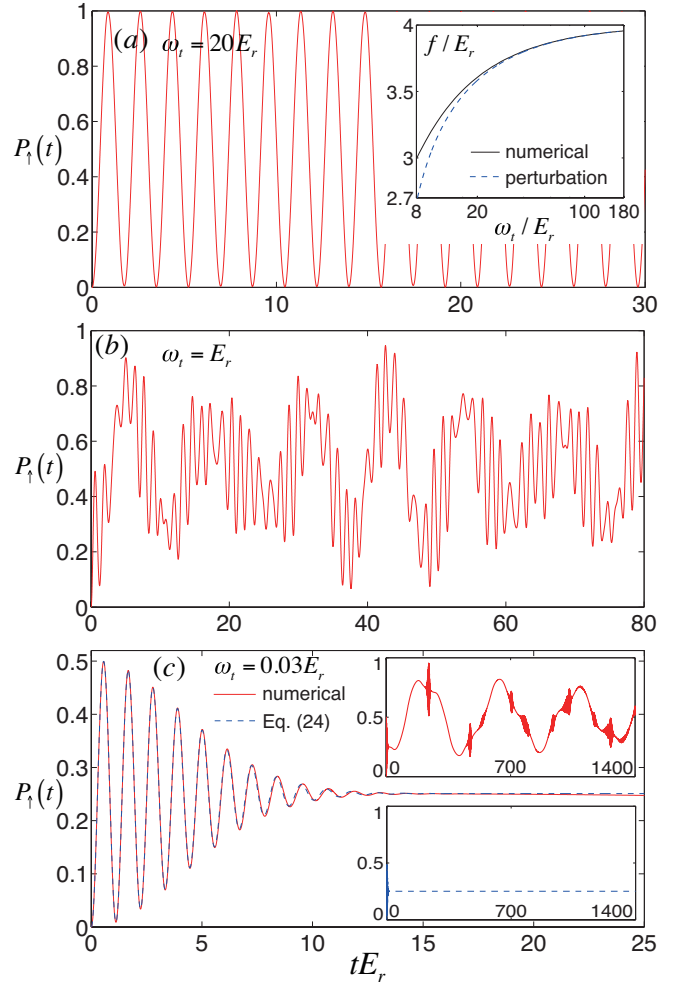 (a) ω_t = 20E_r
f / E_r
1
0.8
0.6
0.4
0.2
0
P_↑(t)
4
3.5
3
2.7
numerical
perturbation
8 20 100 180
ω_t / E_r
0 10 20 30
(b) ω_t = E_r
1
0.8
0.6
0.4
0.2
0
P_↑(t)
0 20 40 60 80
(c) ω_t = 0.03E_r
numerical
Eq. (24)
0.5
0.4
0.3
0.2
0.1
0
P_↑(t)
1
0.5
0
0 700 1400
1
0.5
0
0 700 1400
0 5 10 15 20 25
tE_r